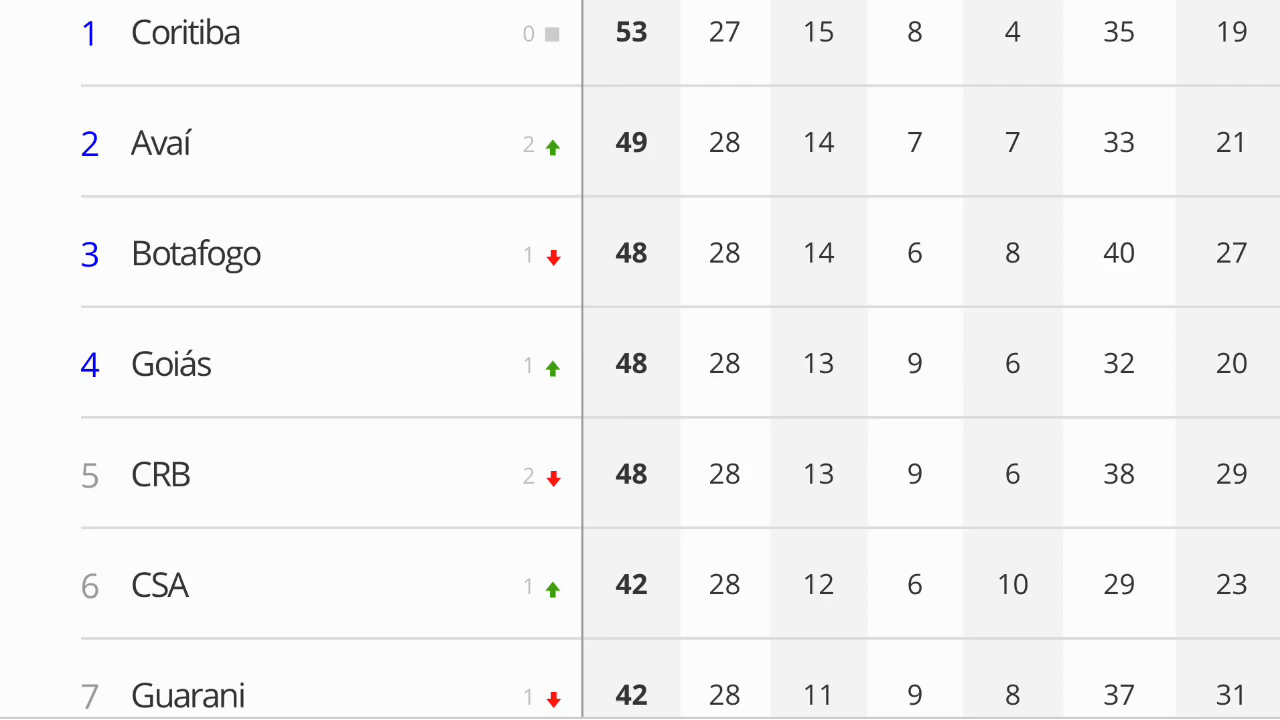 1 Coritiba 0 53 27 15 8 4 35 19
2 Avaí 2 49 28 14 7 7 33 21
3 Botafogo 1 48 28 14 6 8 40 27
4 Goiás 1 48 28 13 9 6 32 20
5 CRB 2 48 28 13 9 6 38 29
6 CSA 1 42 28 12 6 10 29 23
7 Guarani 1 42 28 11 9 8 37 31